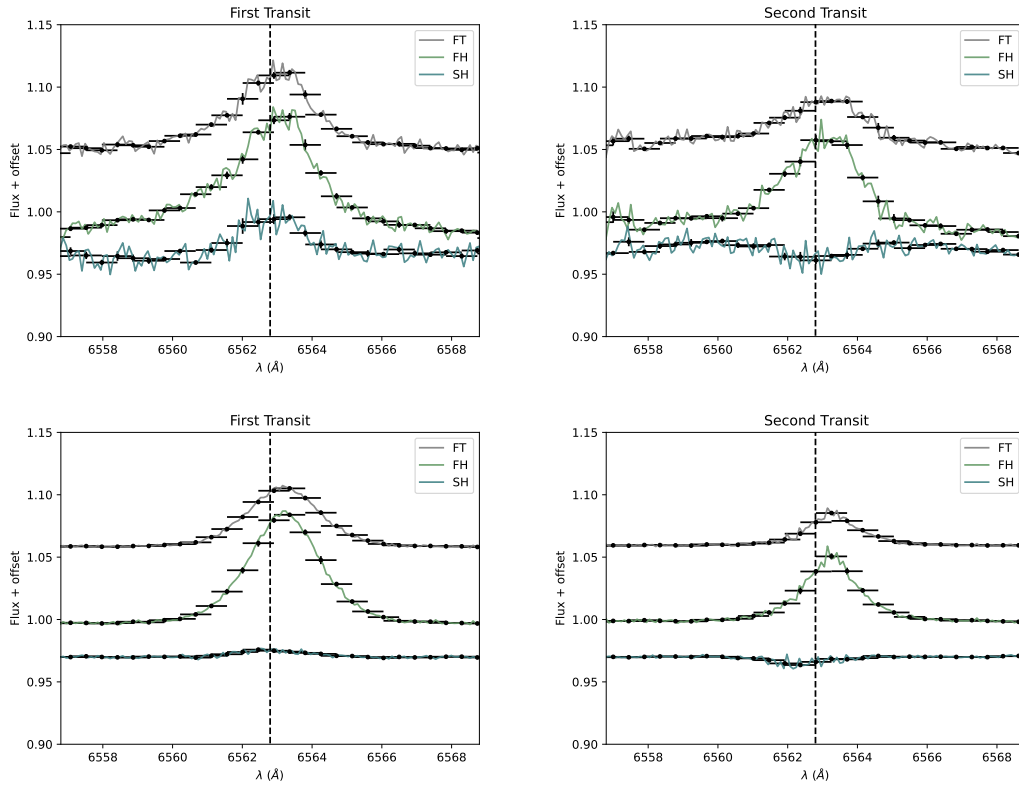 First Transit
1.15
1.10
1.05
1.00
0.95
0.90
Flux + offset
FT
FH
SH
6558 6560 6562 6564 6566 6568
λ (Å)
Second Transit
1.15
1.10
1.05
1.00
0.95
0.90
Flux + offset
FT
FH
SH
6558 6560 6562 6564 6566 6568
λ (Å)
First Transit
1.15
1.10
1.05
1.00
0.95
0.90
Flux + offset
FT
FH
SH
6558 6560 6562 6564 6566 6568
λ (Å)
Second Transit
1.15
1.10
1.05
1.00
0.95
0.90
Flux + offset
FT
FH
SH
6558 6560 6562 6564 6566 6568
λ (Å)